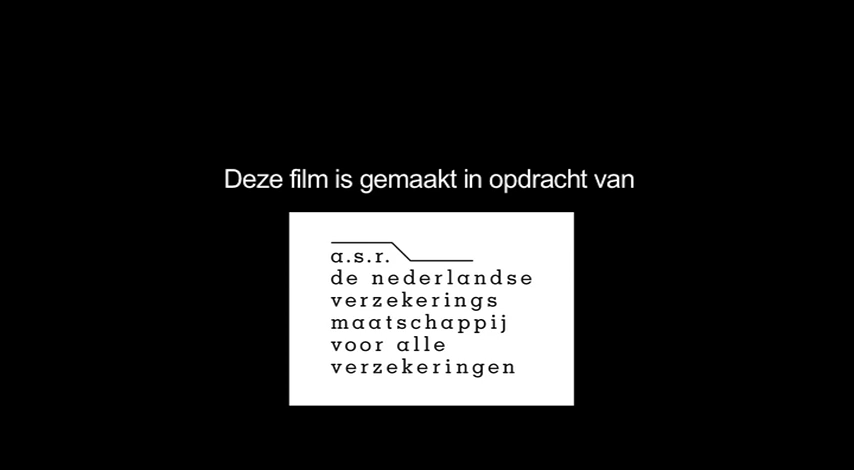 Deze film is gemaakt in opdracht van
a.s.r.
de nederlandse
verzekerings
maatschappij
voor alle
verzekeringen